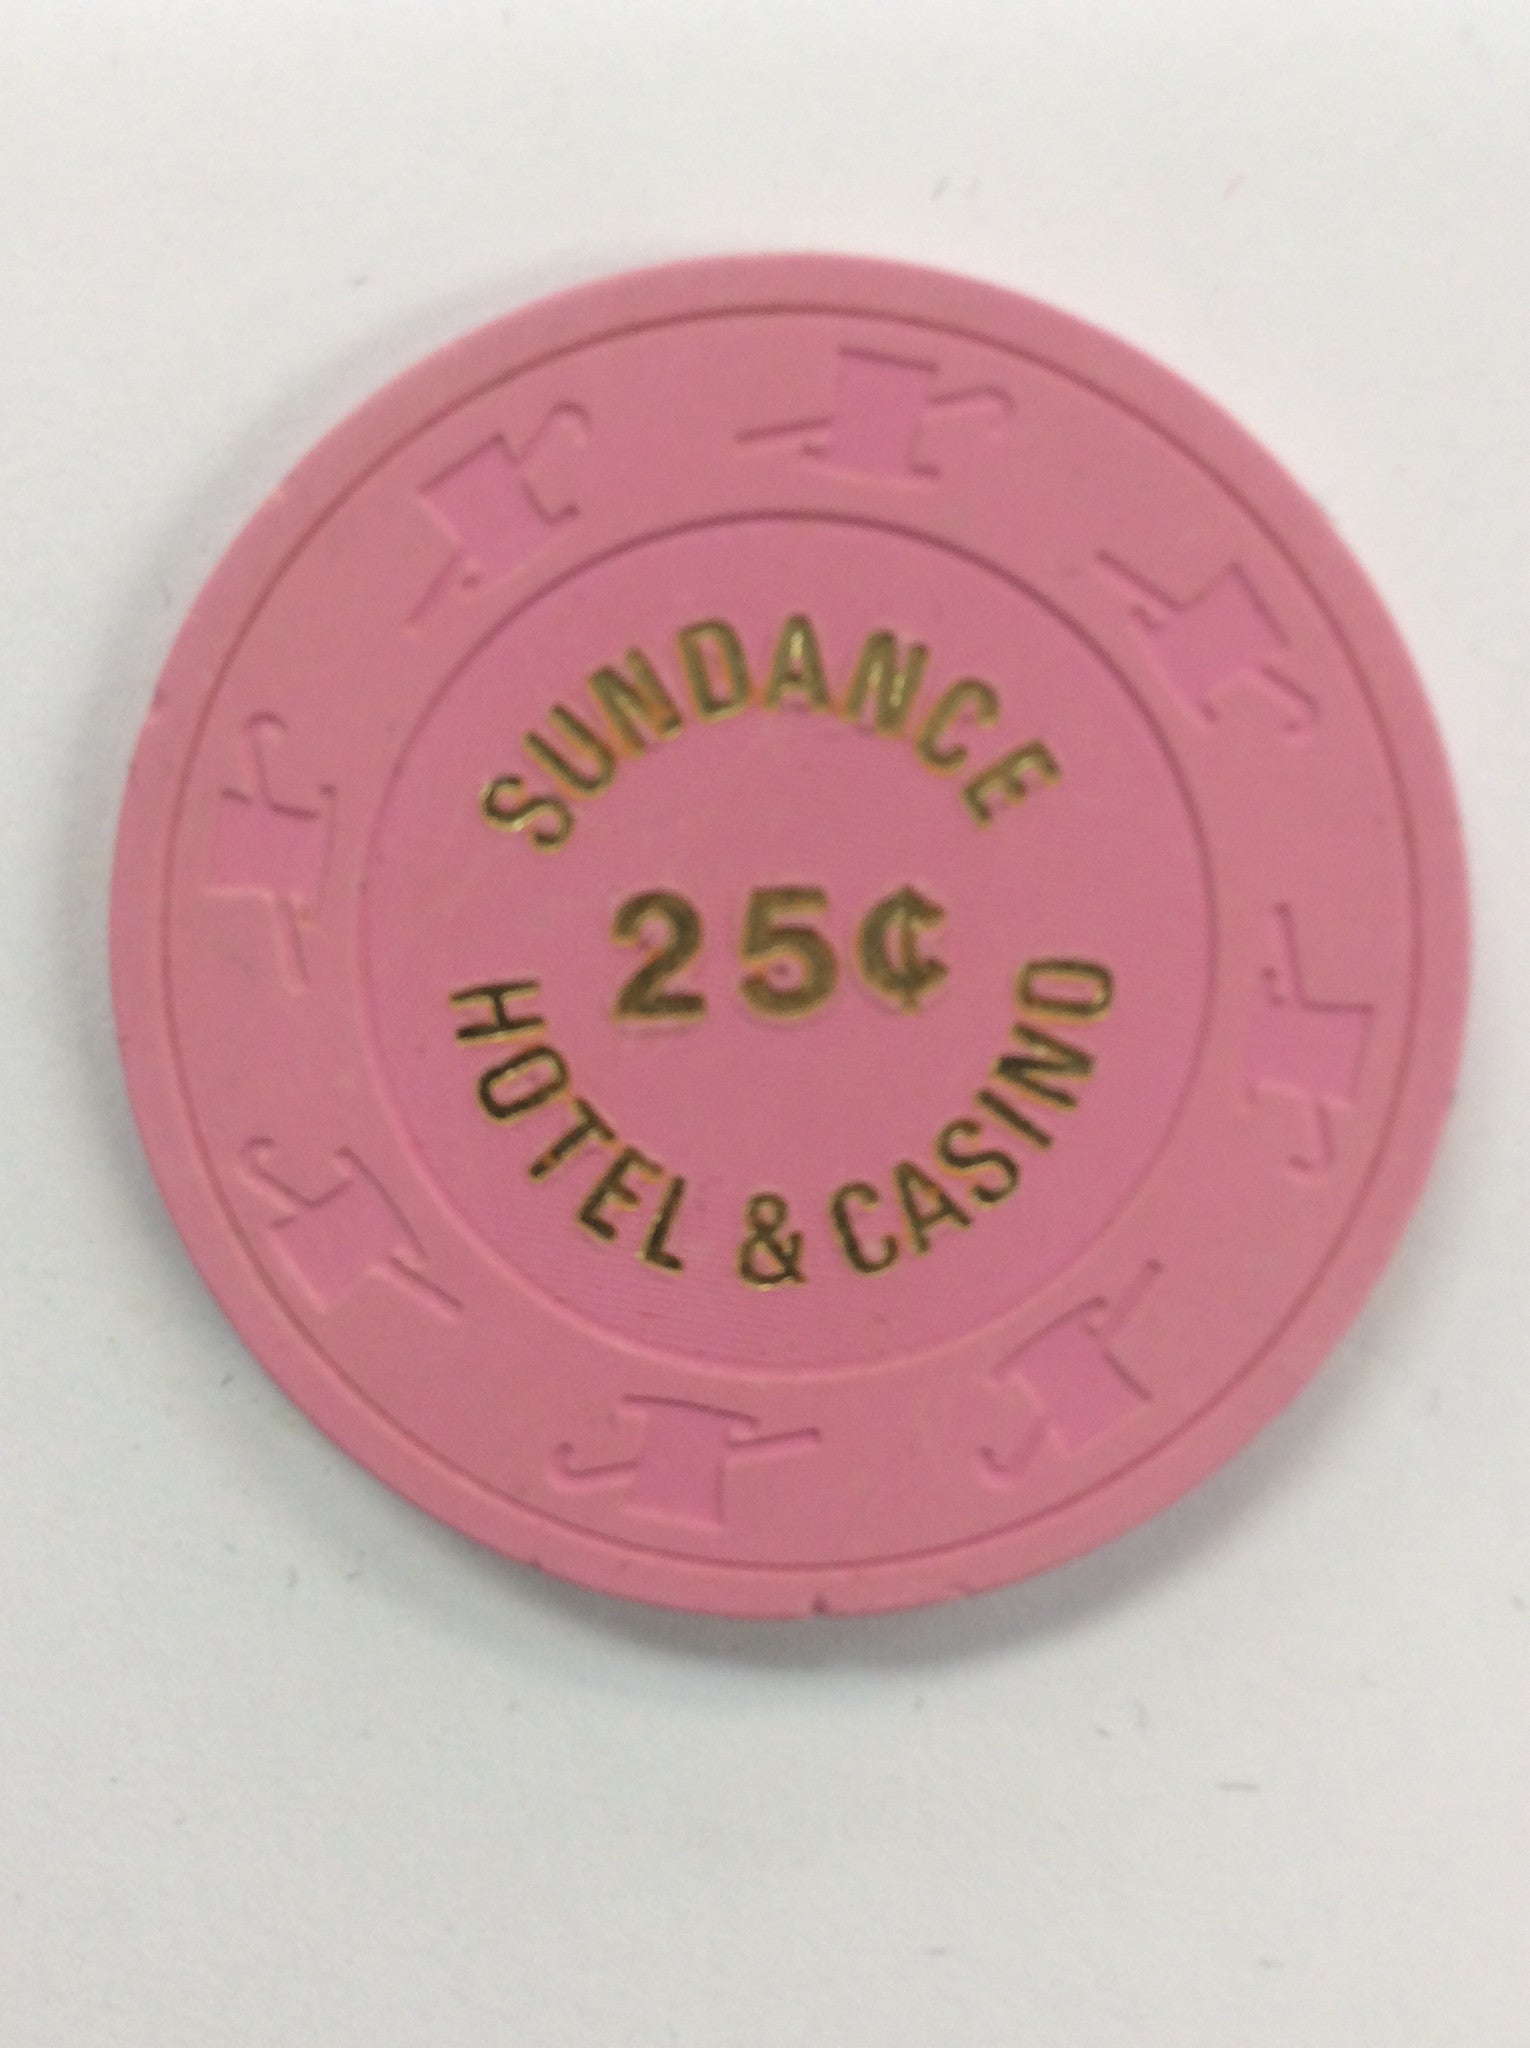 SUNDANCE
25¢
HOTEL & CASINO